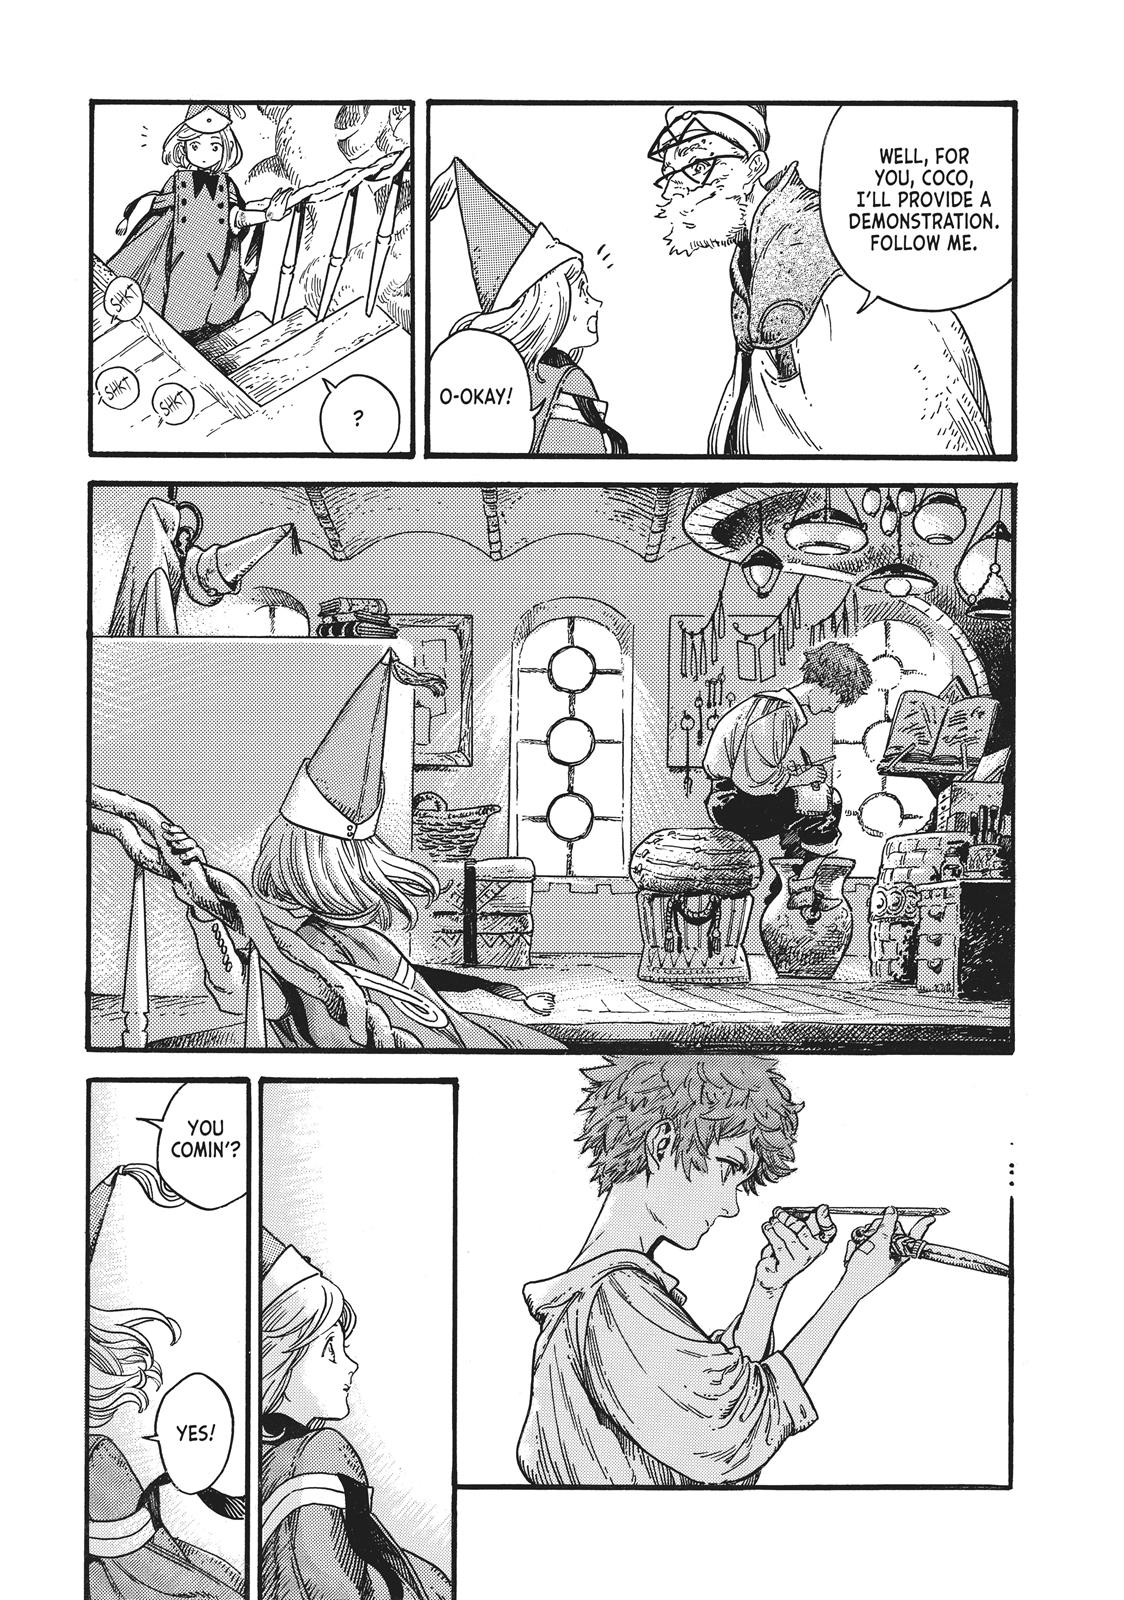 WELL, FOR
YOU, COCO,
I'LL PROVIDE A
DEMONSTRATION.
FOLLOW ME.
O-OKAY!
SHKT
SHKT
SHKT
?
...
YOU
COMIN'?
YES!